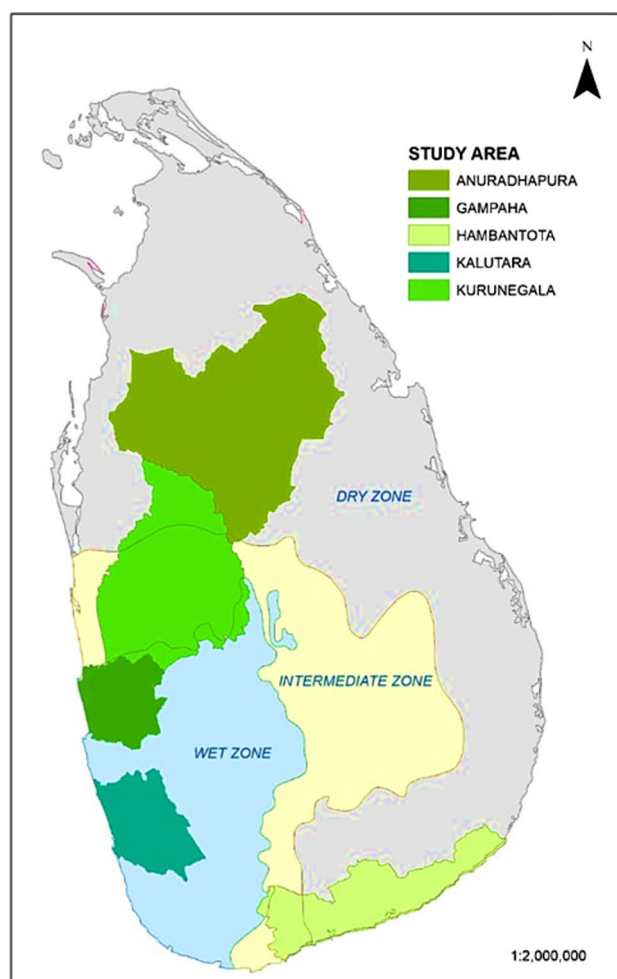 N
STUDY AREA
ANURADHAPURA
GAMPAHA
HAMBANTOTA
KALUTARA
KURUNEGALA
DRY ZONE
INTERMEDIATE ZONE
WET ZONE
1:2,000,000